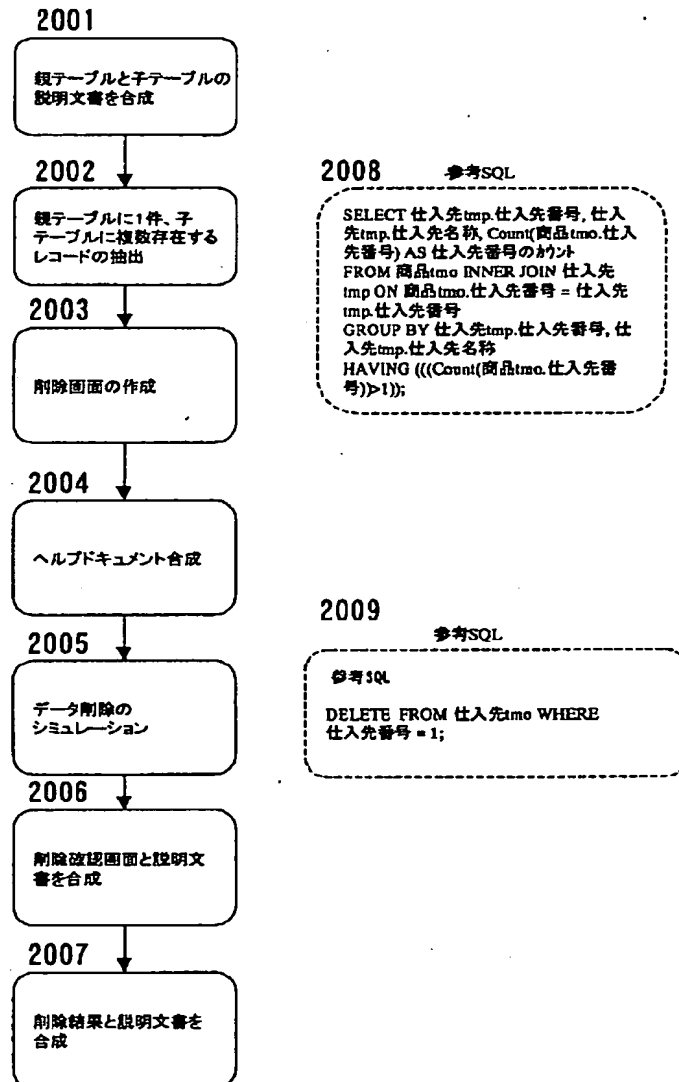 2001
親テーブルと子テーブルの
説明文書を合成
2002
親テーブルに1件、子
テーブルに複数存在する
レコードの抽出
2003
削除画面の作成
2004
ヘルプドキュメント合成
2005
データ削除の
シミュレーション
2006
削除確認画面と説明文
書を合成
2007
削除結果と説明文書を
合成
2008 参考SQL
SELECT 仕入先tmp.仕入先番号, 仕入
先tmp.仕入先名称, Count(商品tmo.仕入
先番号) AS 仕入先番号のカウント
FROM 商品tmo INNER JOIN 仕入先
tmp ON 商品tmo.仕入先番号 = 仕入先
tmp.仕入先番号
GROUP BY 仕入先tmp.仕入先番号, 仕
入先tmp.仕入先名称
HAVING (((Count(商品tmo.仕入先番
号))>1));
2009
参考SQL
参考SQL
DELETE FROM 仕入先tmo WHERE
仕入先番号 = 1;